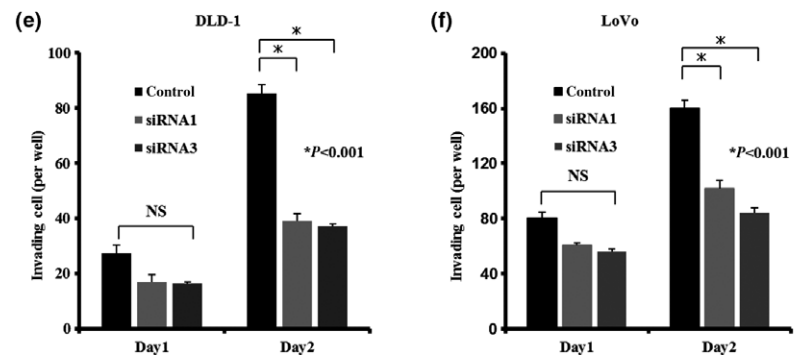 (e)
DLD-1
Invading cell (per well)
100
80
60
40
20
0
Control
siRNA1
siRNA3
*
*
*P<0.001
NS
Day1
Day2
(f)
LoVo
Invading cell (per well)
200
160
120
80
40
0
Control
siRNA1
siRNA3
*
*
*P<0.001
NS
Day1
Day2